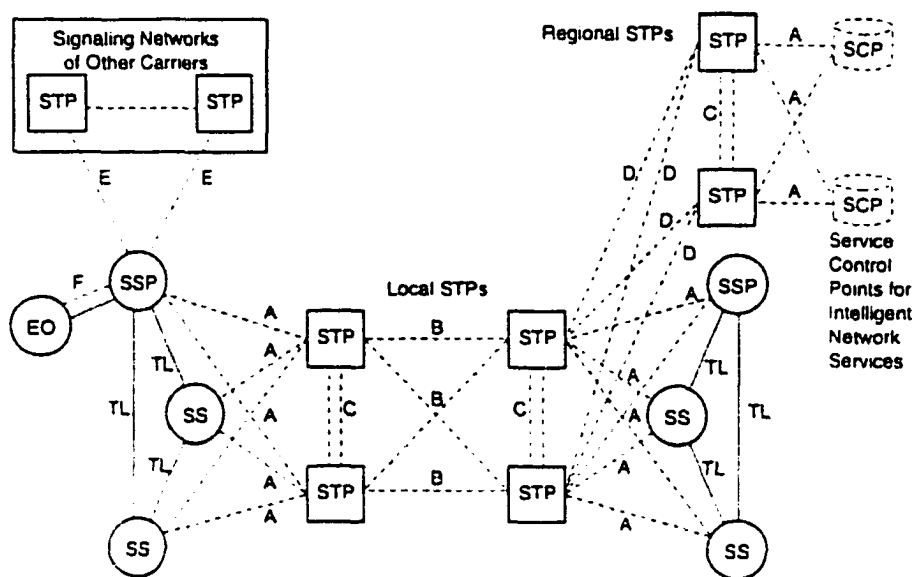 Signaling Networks
of Other Carriers
STP
STP
E
E
Regional STPs
STP
A
SCP
C
A
D
D
STP
A
SCP
D
D
Service
Control
Points for
Intelligent
Network
Services
F
SSP
EO
Local STPs
SSP
A
A
STP
B
STP
A
TL
TL
SS
A
C
B
C
A
A
SS
TL
TL
TL
A
STP
B
STP
A
TL
SS
A
A
SS